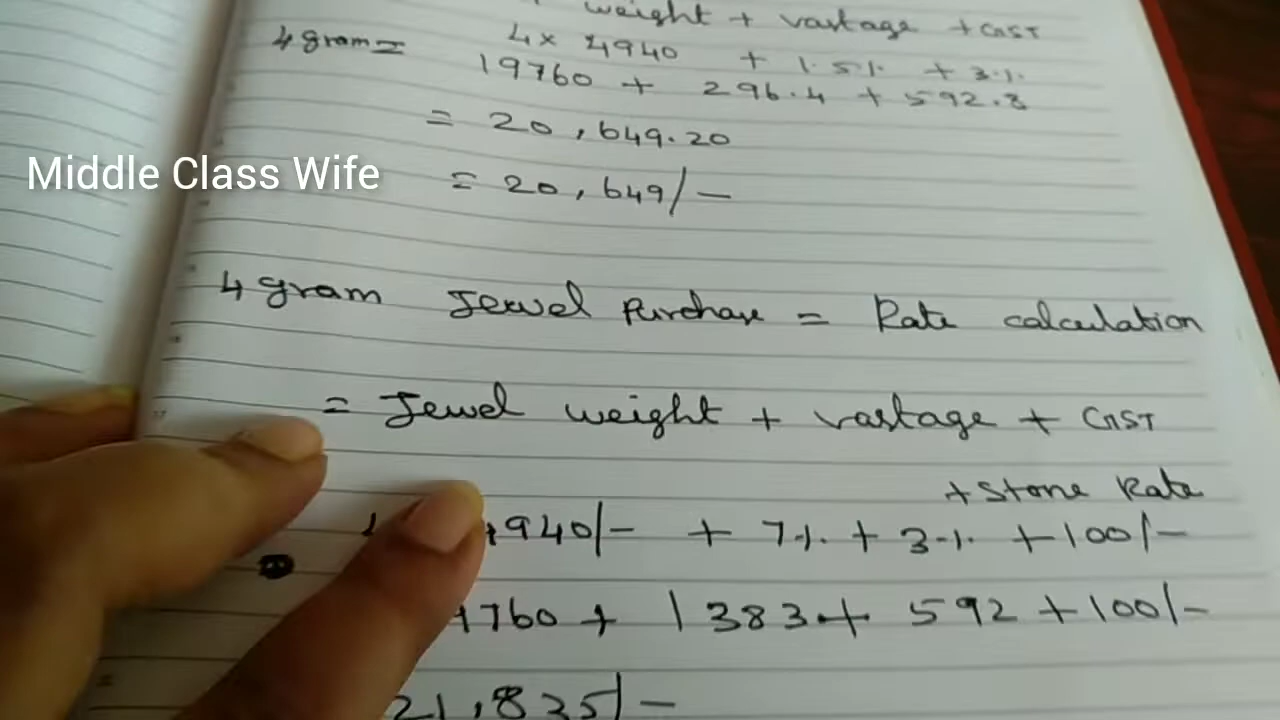 weight + vastage + GST
4 gram = 4 x 4940 + 1.5% + 3%
19760 + 296.4 + 592.8
= 20,649.20
Middle Class Wife
= 20,649/-
4 gram Jewel Purchase = Rate calculation
= Jewel weight + vastage + GST
+ Stone Rate
940/- + 7% + 3% + 100/-
760 + 1383 + 592 + 100/-
21,835/-